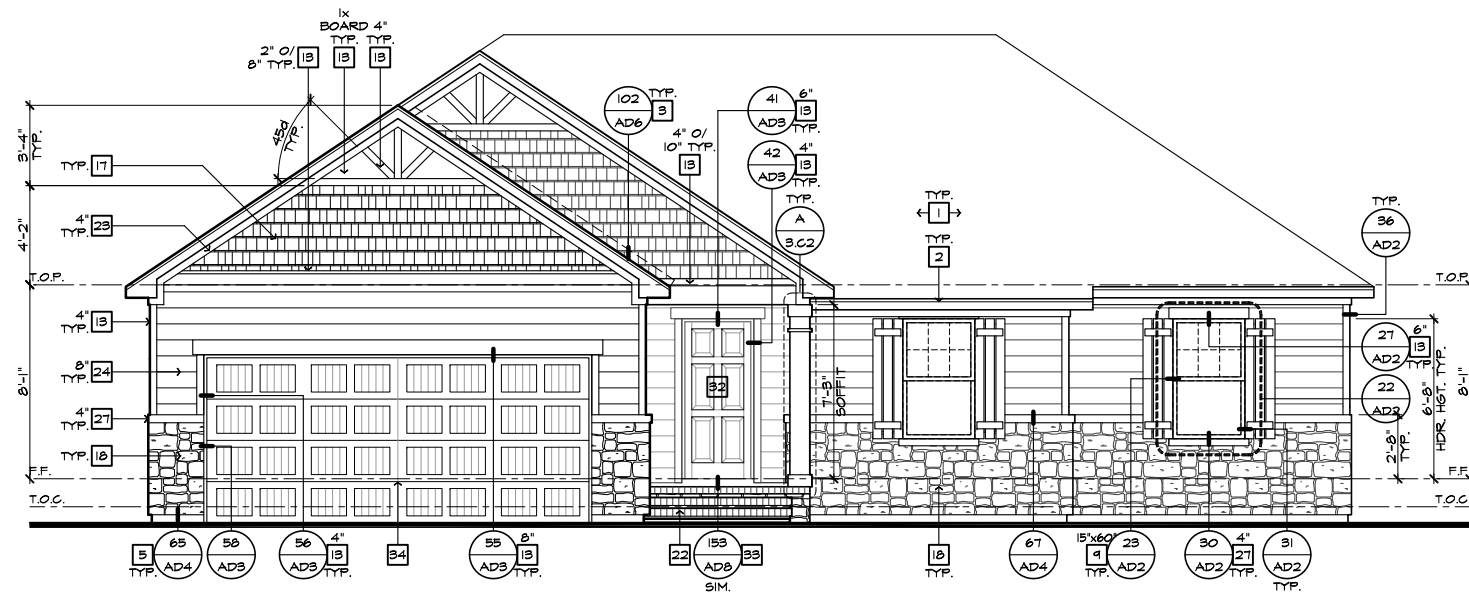 1x
BOARD 4"
TYP. TYP.
2" O/
8" TYP. 13 13 13
45d
TYP.
3'-4"
TYP.
4'-2"
8'-1"
TYP. 17
4"
TYP. 23
T.O.P.
4"
TYP. 13
8"
TYP. 24
4"
TYP. 27
TYP. 18
F.F.
T.O.C.
102
AD6
TYP.
3
4" O/
10" TYP.
13
41
AD3
6"
13
TYP.
42
AD3
4"
13
TYP.
TYP.
A
3.C2
TYP.
1
TYP.
2
TYP.
36
AD2
T.O.P.
27
AD2
6"
13
TYP.
22
AD2
32
7'-3"
SOFFIT
2'-8"
TYP.
6'-8"
HDR. HGT. TYP.
8'-1"
F.F.
T.O.C
5
TYP.
65
AD4
58
AD3
56
AD3
4"
13
TYP.
34
55
AD3
8"
13
TYP.
22
153
AD8
33
SIM.
18
TYP.
67
AD4
15"x60"
9
TYP.
23
AD2
30
AD2
4"
27
TYP.
31
AD2
TYP.